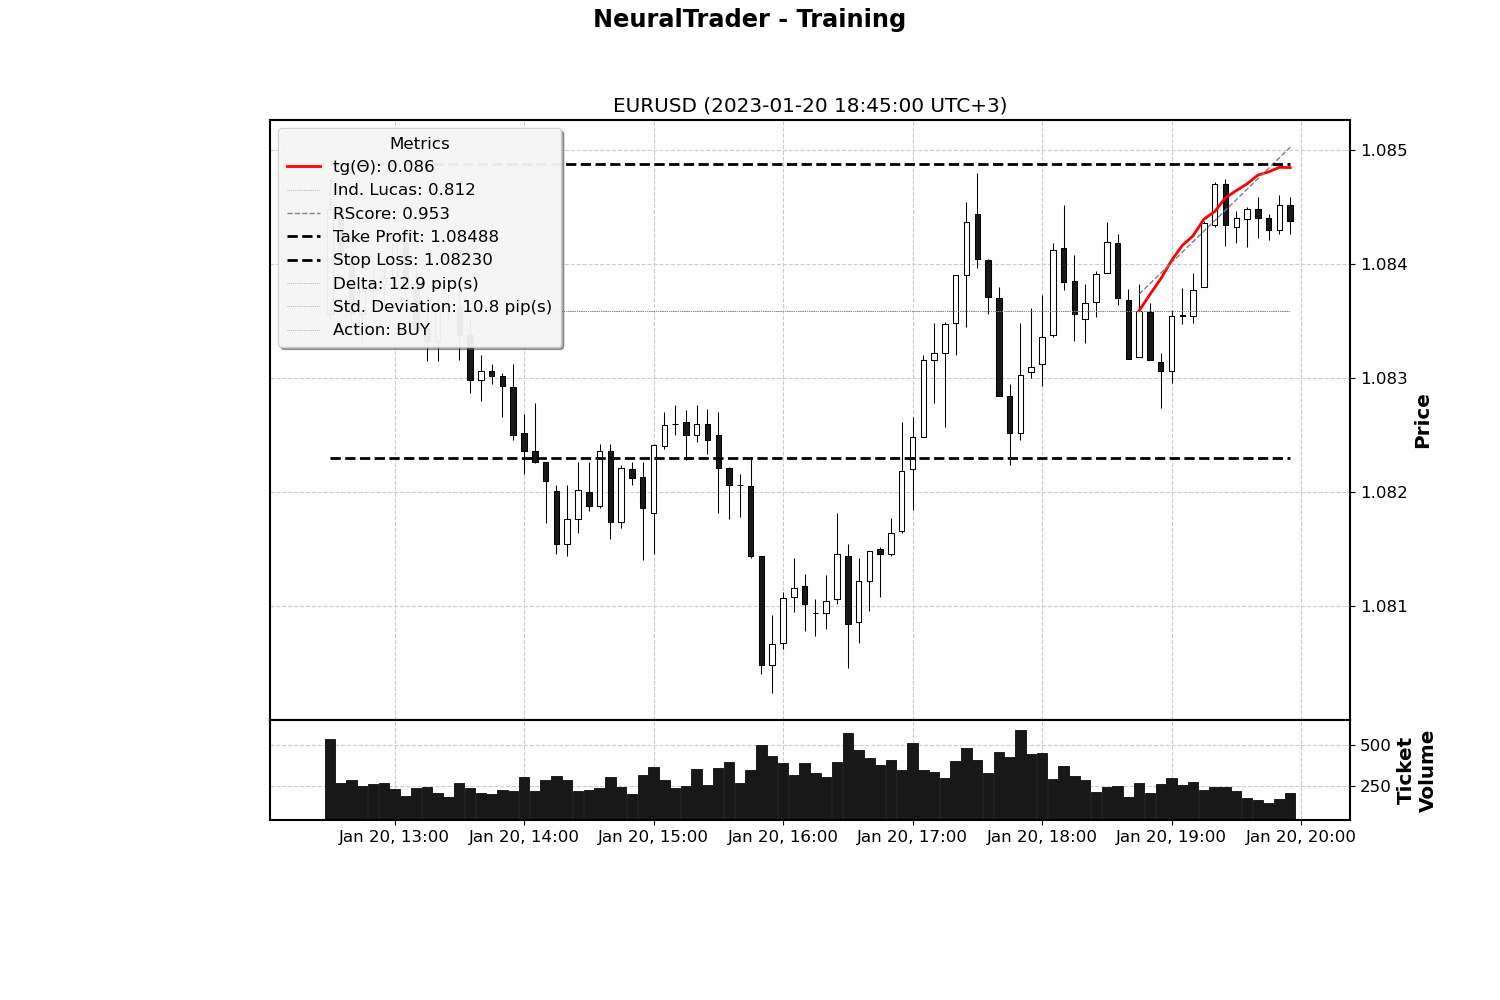 NeuralTrader - Training
EURUSD (2023-01-20 18:45:00 UTC+3)
Metrics
tg(Θ): 0.086
Ind. Lucas: 0.812
RScore: 0.953
Take Profit: 1.08488
Stop Loss: 1.08230
Delta: 12.9 pip(s)
Std. Deviation: 10.8 pip(s)
Action: BUY
1.085
1.084
1.083
1.082
1.081
Price
500
250
Ticket
Volume
Jan 20, 13:00
Jan 20, 14:00
Jan 20, 15:00
Jan 20, 16:00
Jan 20, 17:00
Jan 20, 18:00
Jan 20, 19:00
Jan 20, 20:00